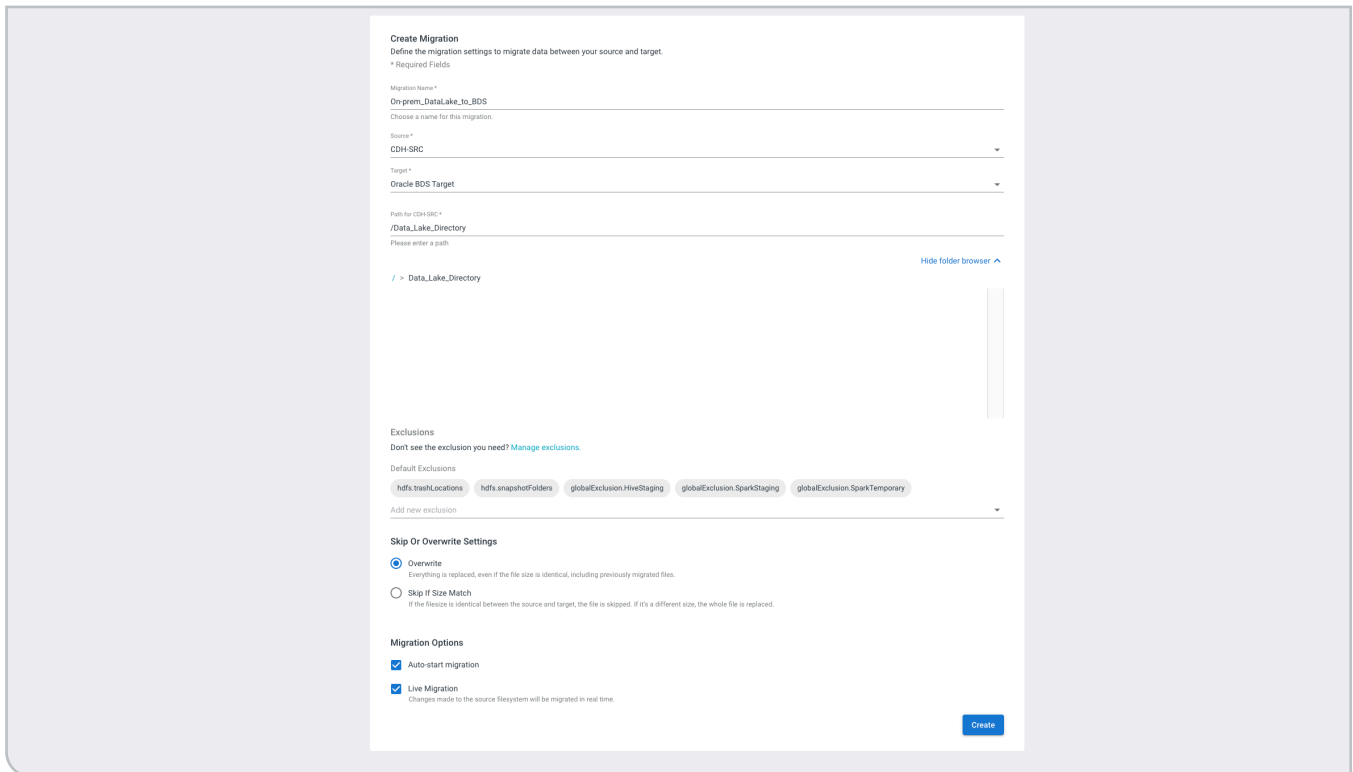 Create Migration
Define the migration settings to migrate data between your source and target.
* Required Fields
Migration Name *
On-prem_DataLake_to_BDS
Choose a name for this migration.
Source *
CDH-SRC
Target *
Oracle BDS Target
Path for CDH-SRC *
/Data_Lake_Directory
Please enter a path
Hide folder browser
/ > Data_Lake_Directory
Exclusions
Don't see the exclusion you need? Manage exclusions.
Default Exclusions
hdfs.trashLocations hdfs.snapshotFolders globalExclusion.HiveStaging globalExclusion.SparkStaging globalExclusion.SparkTemporary
Add new exclusion
Skip Or Overwrite Settings
Overwrite
Everything is replaced, even if the file size is identical, including previously migrated files.
Skip If Size Match
If the filesize is identical between the source and target, the file is skipped. If it's a different size, the whole file is replaced.
Migration Options
Auto-start migration
Live Migration
Changes made to the source filesystem will be migrated in real time.
Create